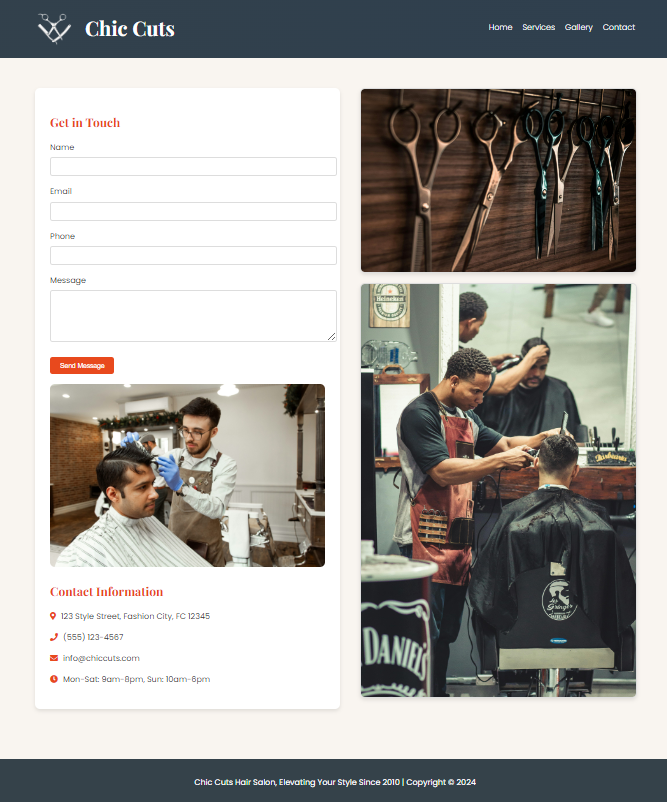 Chic Cuts
Home Services Gallery Contact
Get in Touch
Name
Email
Phone
Message
Send Message
Contact Information
123 Style Street, Fashion City, FC 12345
(555) 123-4567
info@chiccuts.com
Mon-Sat: 9am-8pm, Sun: 10am-6pm
Heineken
DANIEL'S
Chic Cuts Hair Salon, Elevating Your Style Since 2010 | Copyright © 2024